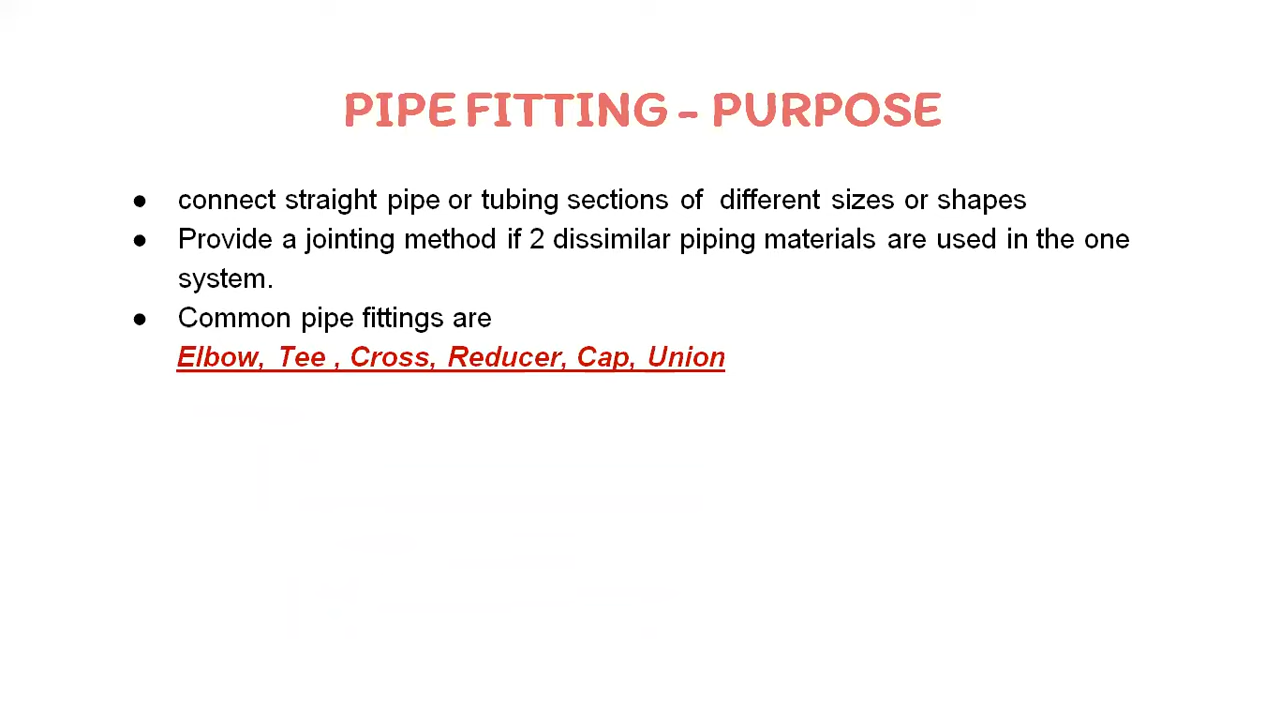 PIPE FITTING - PURPOSE
● connect straight pipe or tubing sections of different sizes or shapes
● Provide a jointing method if 2 dissimilar piping materials are used in the one
system.
● Common pipe fittings are
Elbow, Tee , Cross, Reducer, Cap, Union